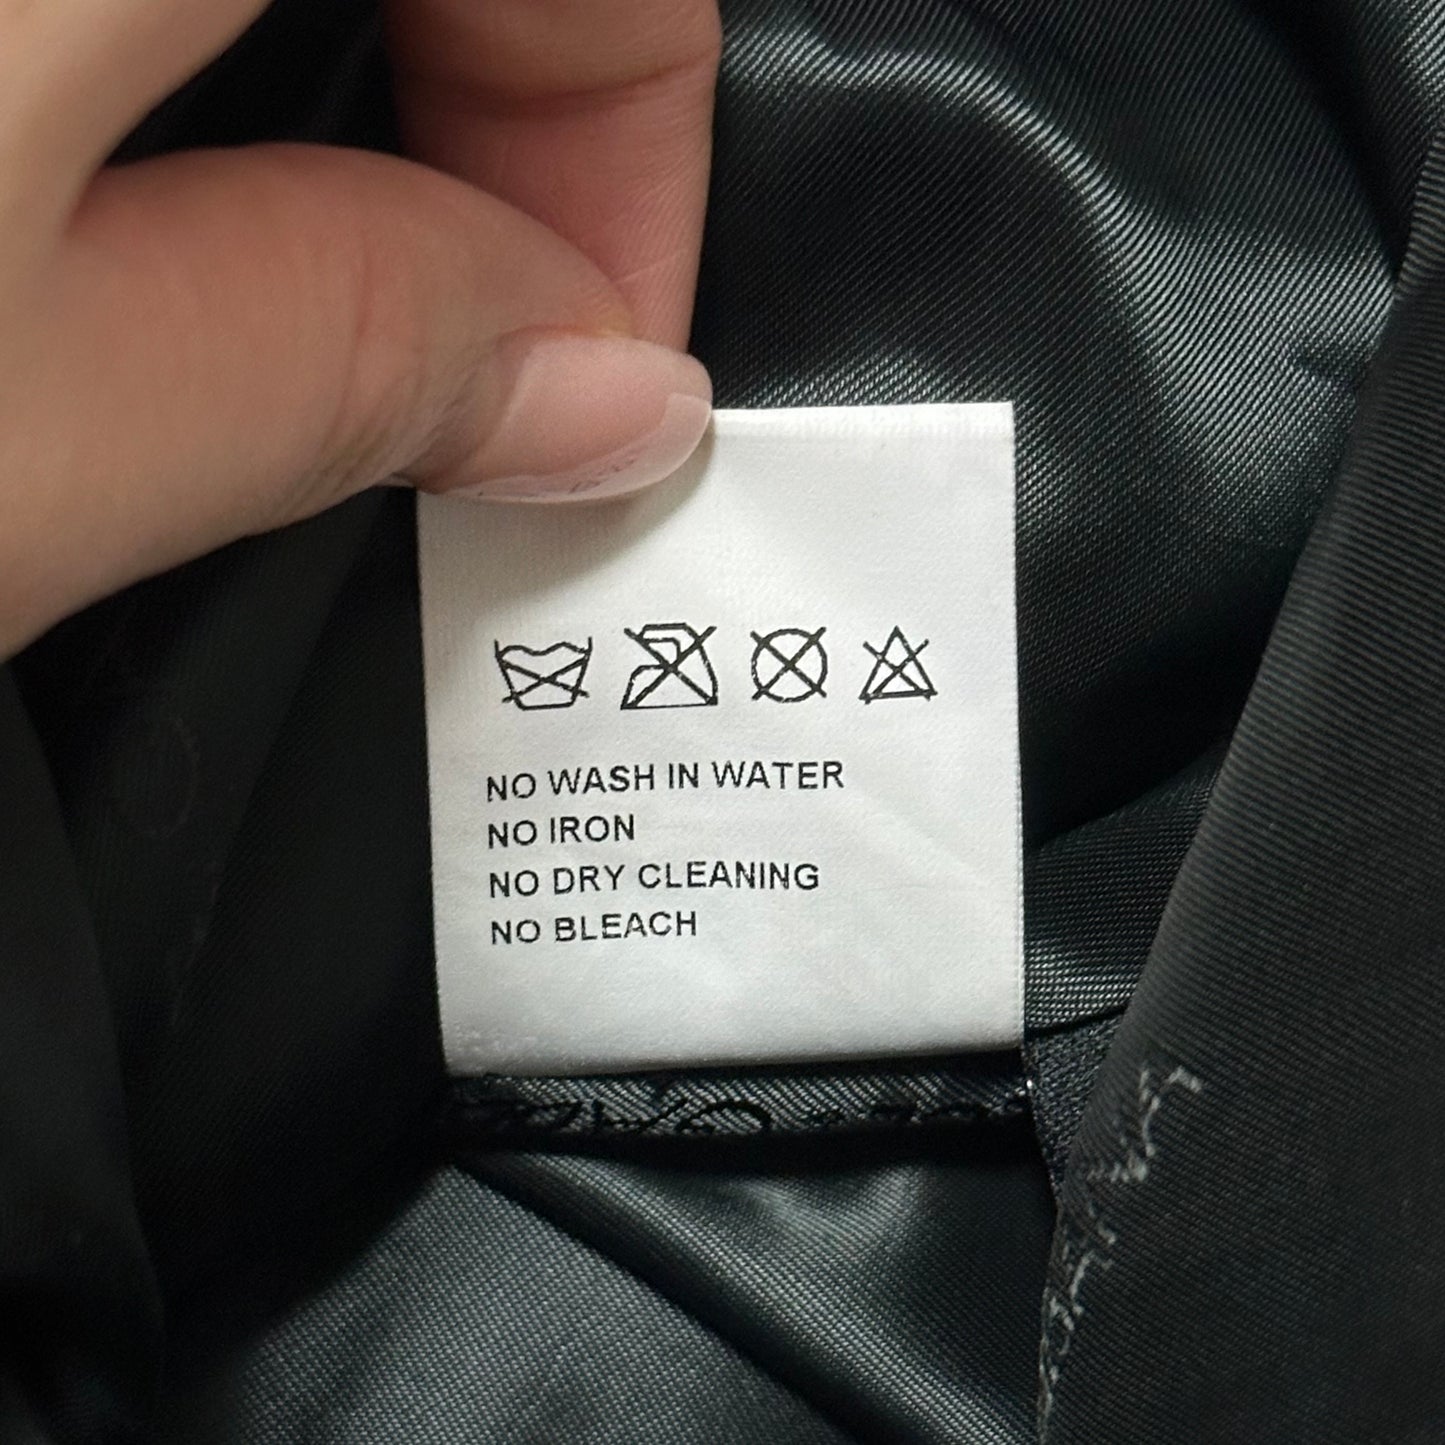 NO WASH IN WATER
NO IRON
NO DRY CLEANING
NO BLEACH